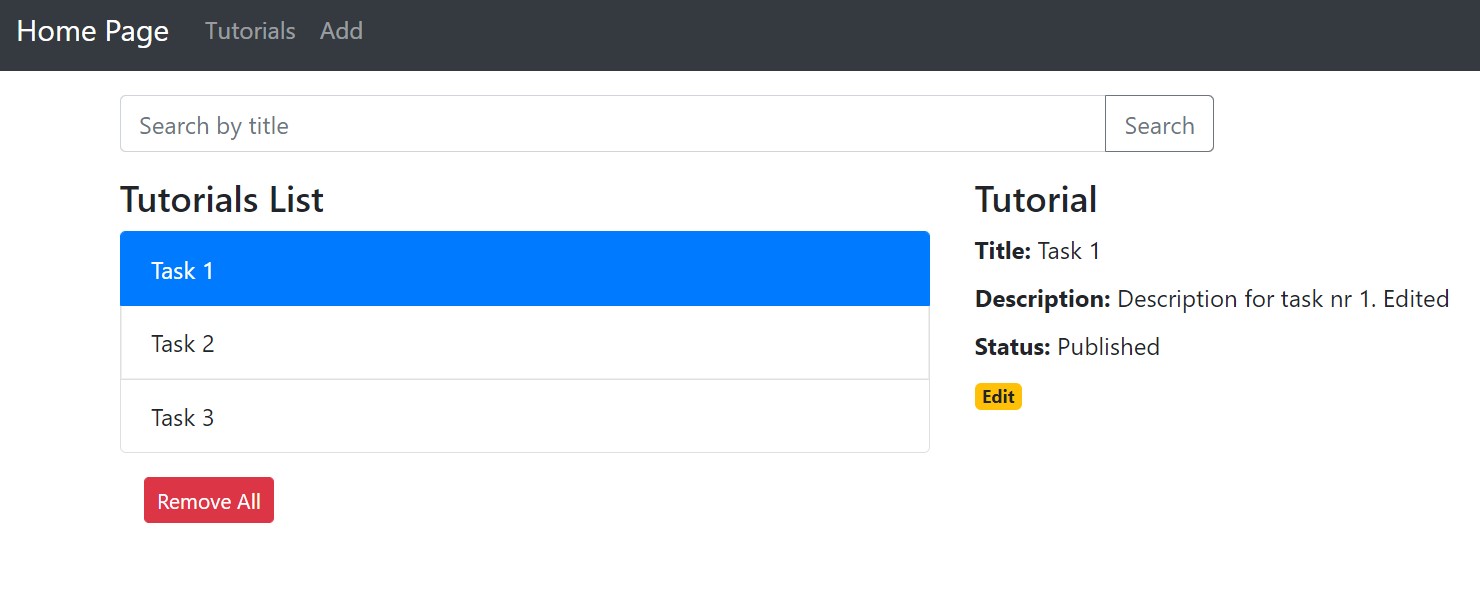 Home Page Tutorials Add
Search by title Search
Tutorials List
Task 1
Task 2
Task 3
Remove All
Tutorial
Title: Task 1
Description: Description for task nr 1. Edited
Status: Published
Edit